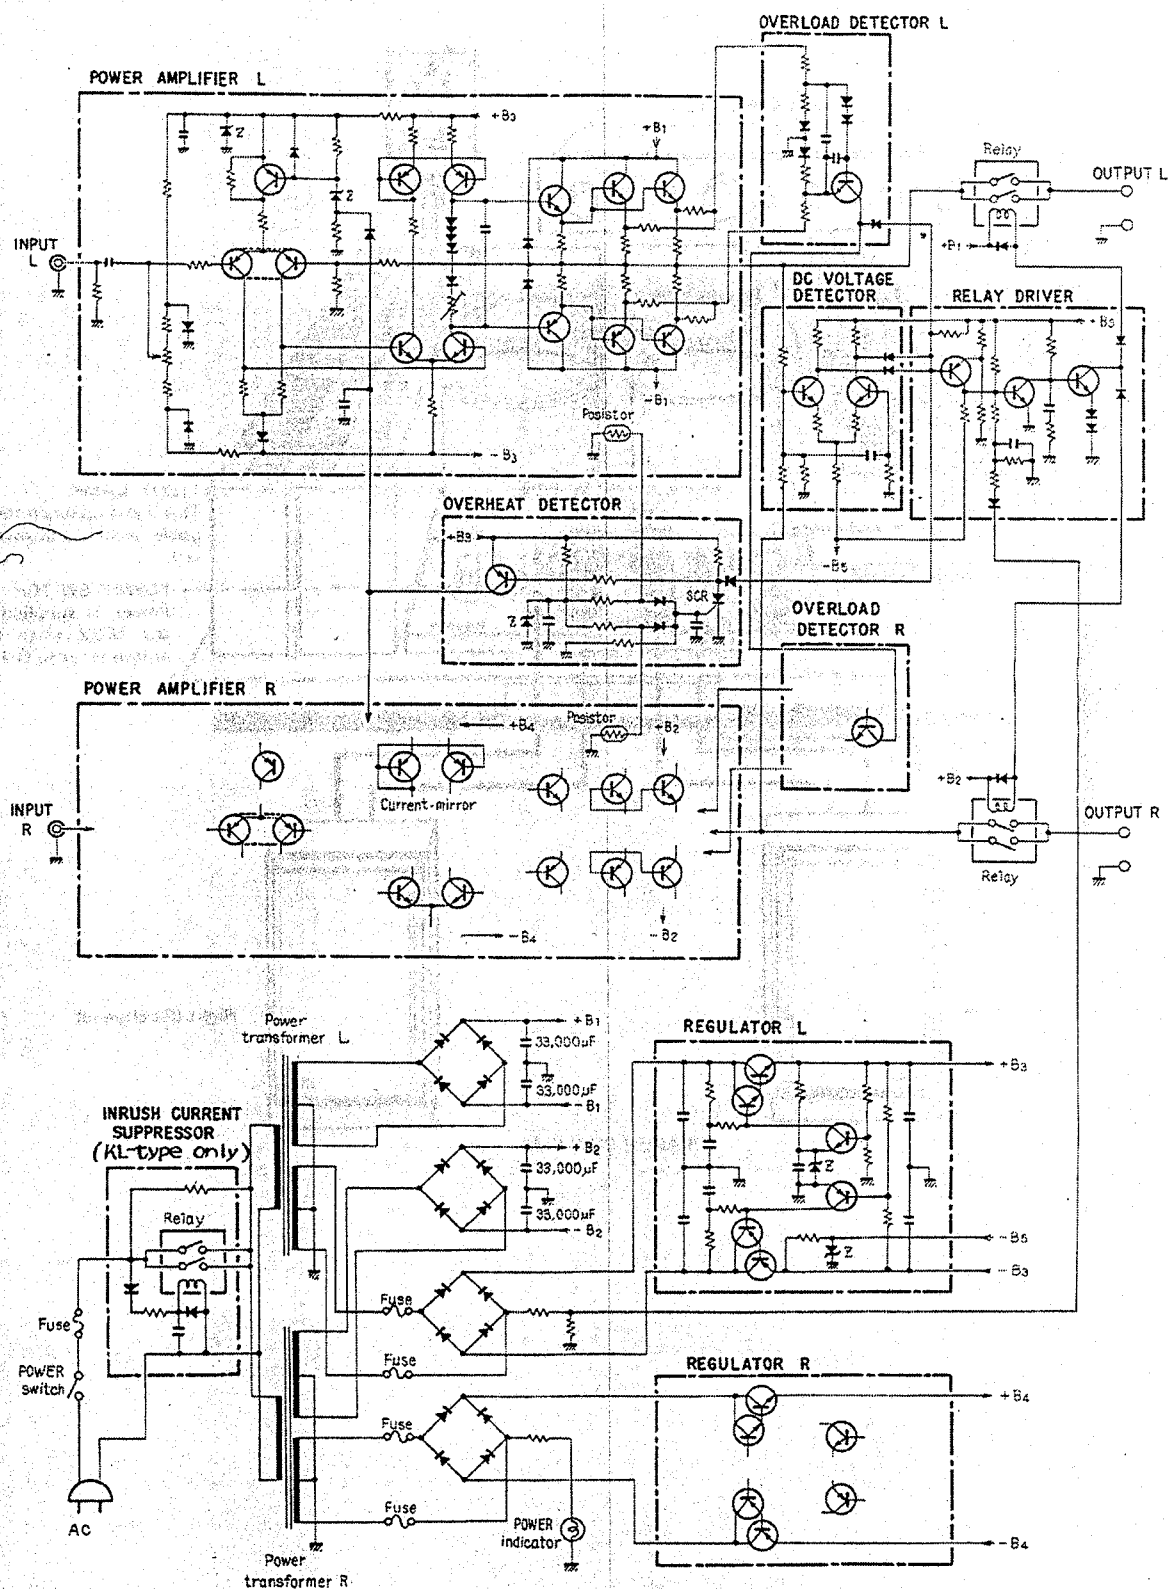 OVERLOAD DETECTOR L
POWER AMPLIFIER L
+B3
+B1
Z
Z
Relay
OUTPUT L
INPUT
L
+B1
DC VOLTAGE
DETECTOR
RELAY DRIVER
+B5
-B1
Posistor
-B3
OVERHEAT DETECTOR
+B3
-B5
SCR
Z
OVERLOAD
DETECTOR R
POWER AMPLIFIER R
+B4
Posistor
+B2
+B2
Current-mirror
INPUT
R
OUTPUT R
Relay
-B4
-B2
Power
transformer L
+B1
33,000µF
33,000µF
-B1
REGULATOR L
+B3
INRUSH CURRENT
SUPPRESSOR
(KL-type only)
+B2
33,000µF
33,000µF
-B2
Z
Relay
Z
-B5
-B3
Fuse
Fuse
Fuse
POWER
switch
REGULATOR R
+B4
Fuse
Fuse
AC
POWER
indicator
-B4
Power
transformer R